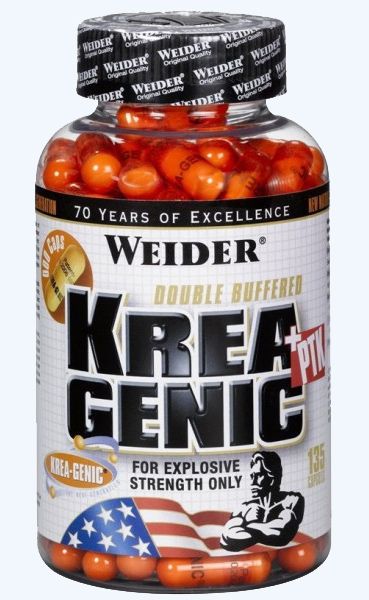 WEIDER®
Original Quality
70 YEARS OF EXCELLENCE
WEIDER®
DOUBLE BUFFERED
KREA
GENIC
+PTK
KREA-GENIC
FOR EXPLOSIVE
STRENGTH ONLY
135
CAPSULES